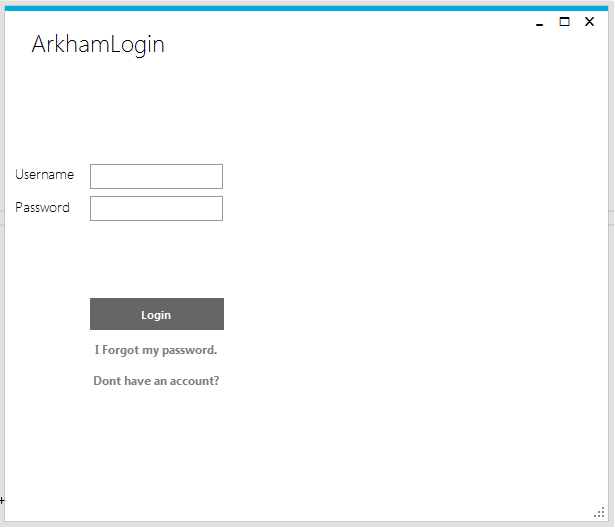 ArkhamLogin
Username
Password
Login
I Forgot my password.
Dont have an account?